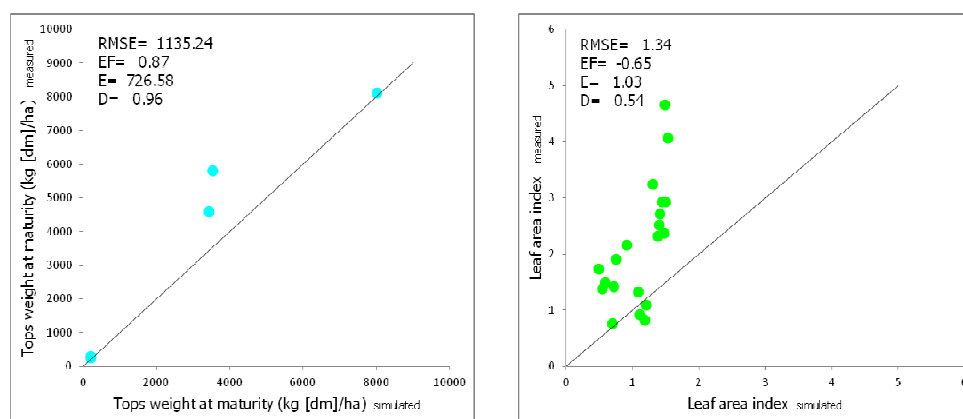 10000
9000
8000
7000
6000
5000
4000
3000
2000
1000
0
Tops weight at maturity (kg [dm]/ha) measured
RMSE= 1135.24
EF= 0.87
E= 726.58
D= 0.96
0 2000 4000 6000 8000 10000
Tops weight at maturity (kg [dm]/ha) simulated
6
5
4
3
2
1
0
Leaf area index measured
RMSE= 1.34
EF= -0.65
E= 1.03
D= 0.54
0 1 2 3 4 5 6
Leaf area index simulated